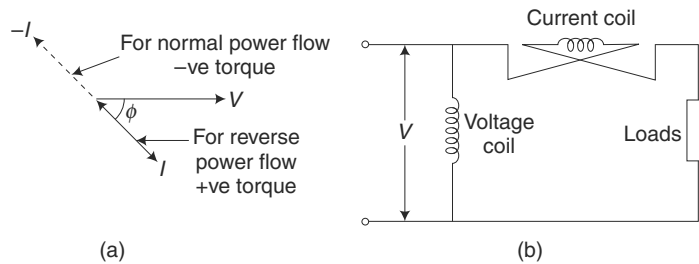 –I
For normal power flow
–ve torque
V
ϕ
For reverse
power flow
+ve torque
I
(a)
Current coil
V
Voltage
coil
Loads
(b)